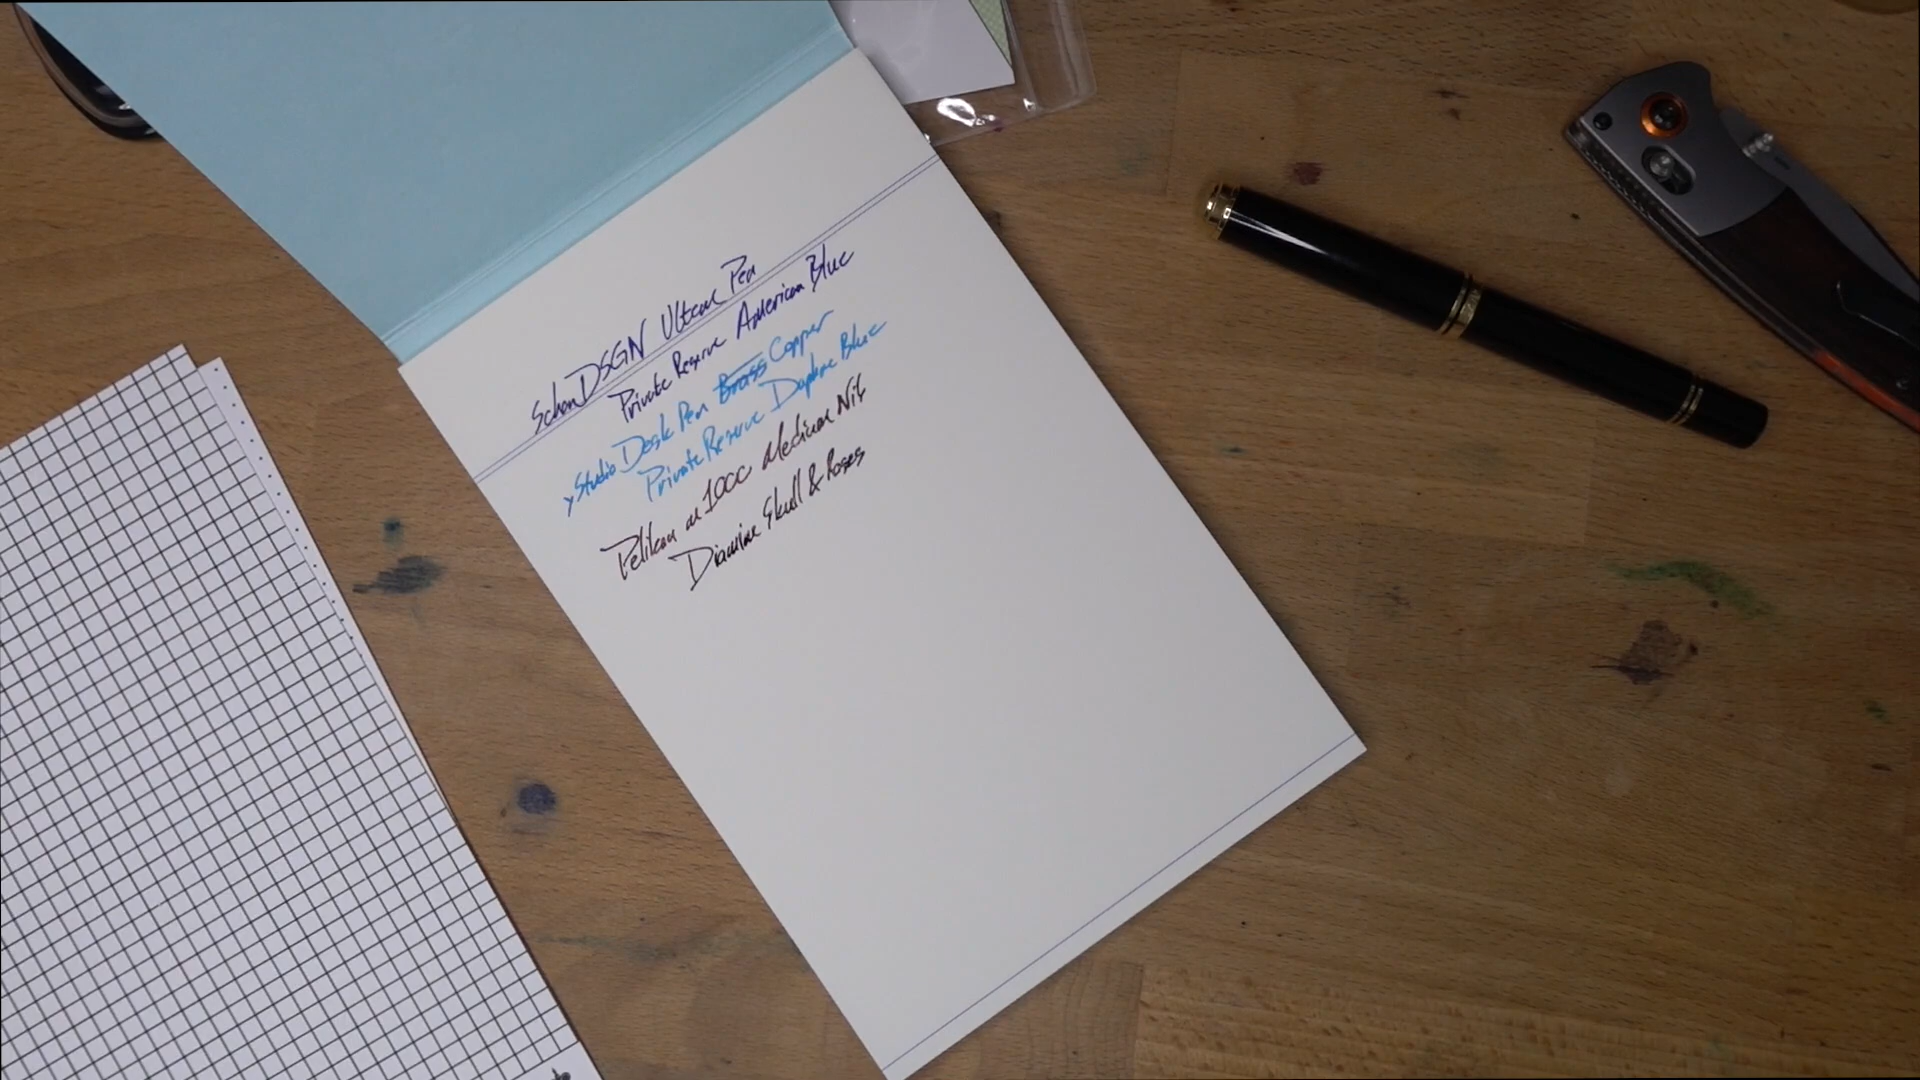 Schon DSGN Ultem Pen
Private Reserve American Blue
yStudio Desk Pen Brass Copper
Private Reserve Daphne Blue
Pelikan m1000 Medium Nib
Diamine Skull & Roses